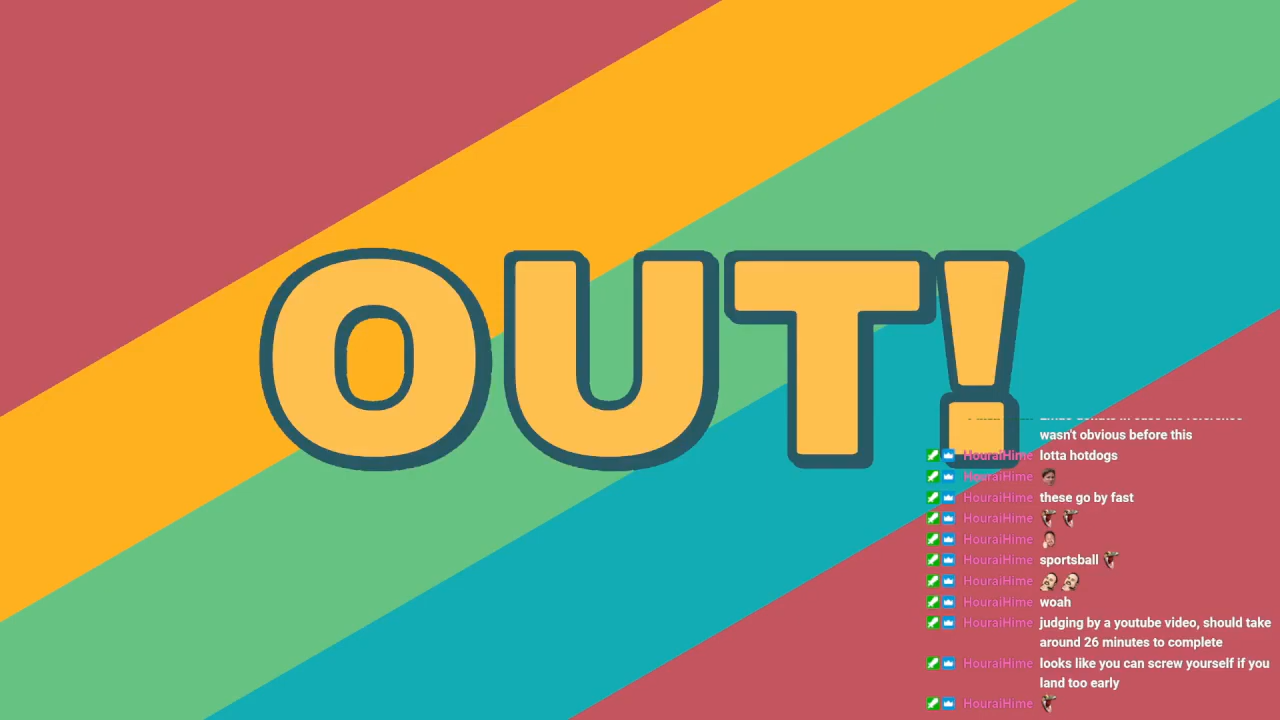 OUT!
wasn't obvious before this
HouraiHime lotta hotdogs
HouraiHime
HouraiHime these go by fast
HouraiHime
HouraiHime
HouraiHime sportsball
HouraiHime
HouraiHime woah
HouraiHime judging by a youtube video, should take
around 26 minutes to complete
HouraiHime looks like you can screw yourself if you
land too early
HouraiHime